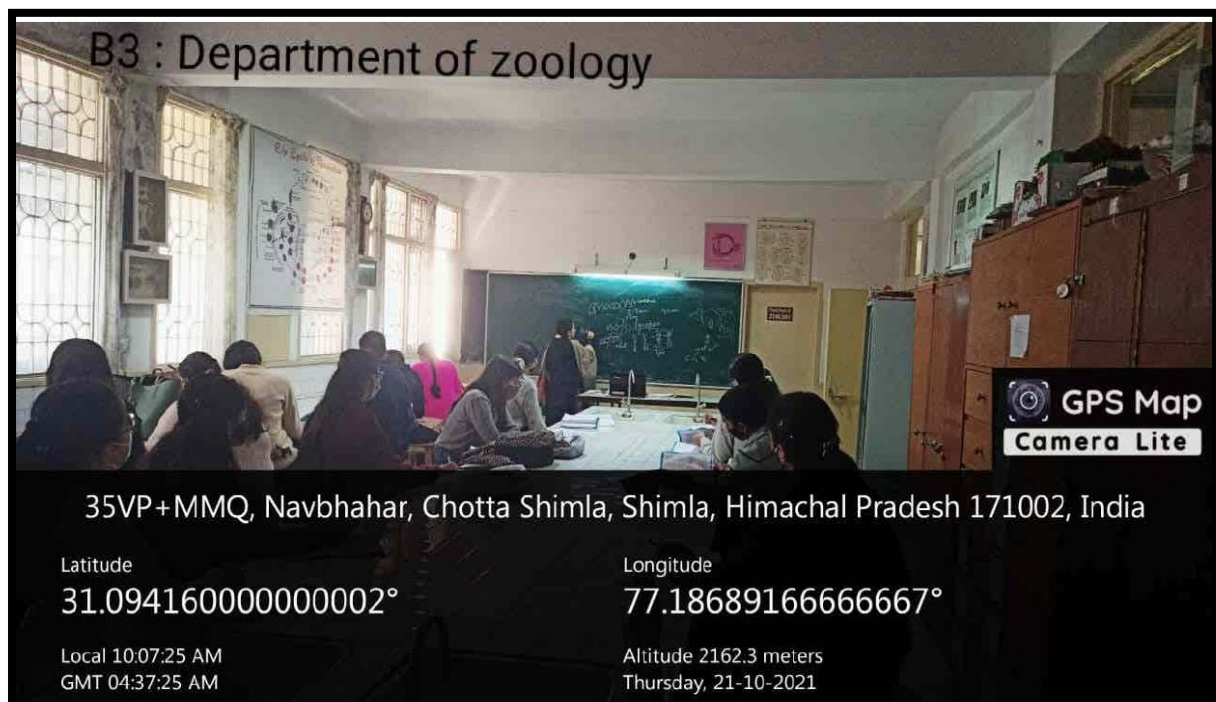 B3 : Department of zoology
GPS Map
Camera Lite
35VP+MMQ, Navbhahar, Chotta Shimla, Shimla, Himachal Pradesh 171002, India
Latitude
31.094160000000002°
Longitude
77.18689166666667°
Local 10:07:25 AM
GMT 04:37:25 AM
Altitude 2162.3 meters
Thursday, 21-10-2021